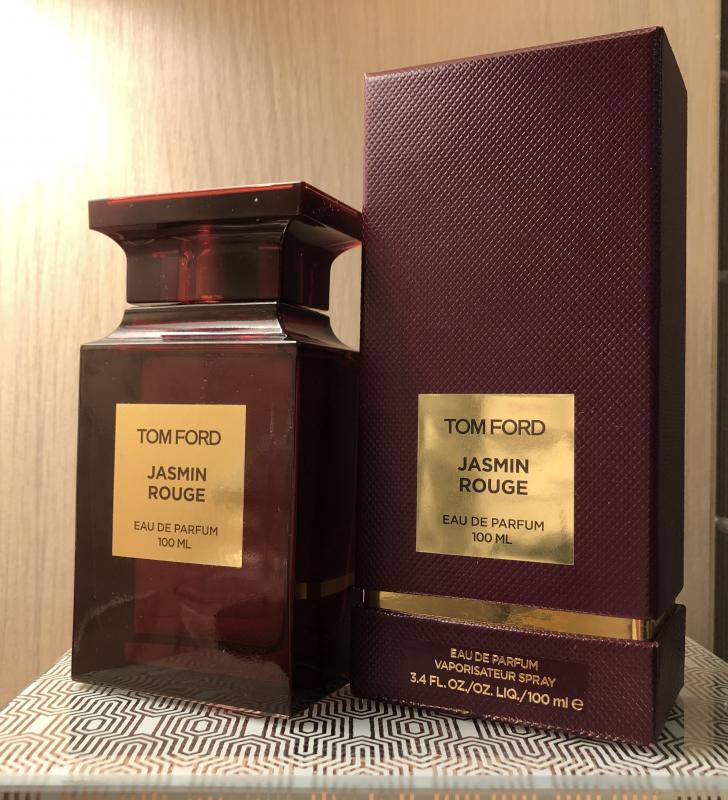 TOM FORD
JASMIN
ROUGE
EAU DE PARFUM
100 ML
TOM FORD
JASMIN
ROUGE
EAU DE PARFUM
100 ML
EAU DE PARFUM
VAPORISATEUR SPRAY
3.4 FL. OZ./OZ. LIQ./100 ml ℮